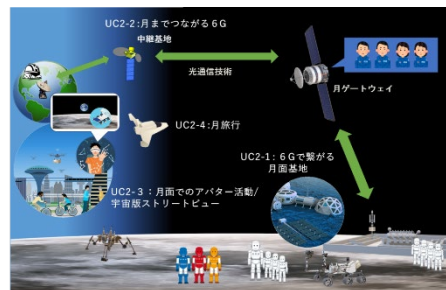 UC2-2:月までつながる6G
中継基地
光通信技術
月ゲートウェイ
UC2-4:月旅行
UC2-1:6Gで繋がる
月面基地
UC2-3:月面でのアバター活動/
宇宙版ストリートビュー